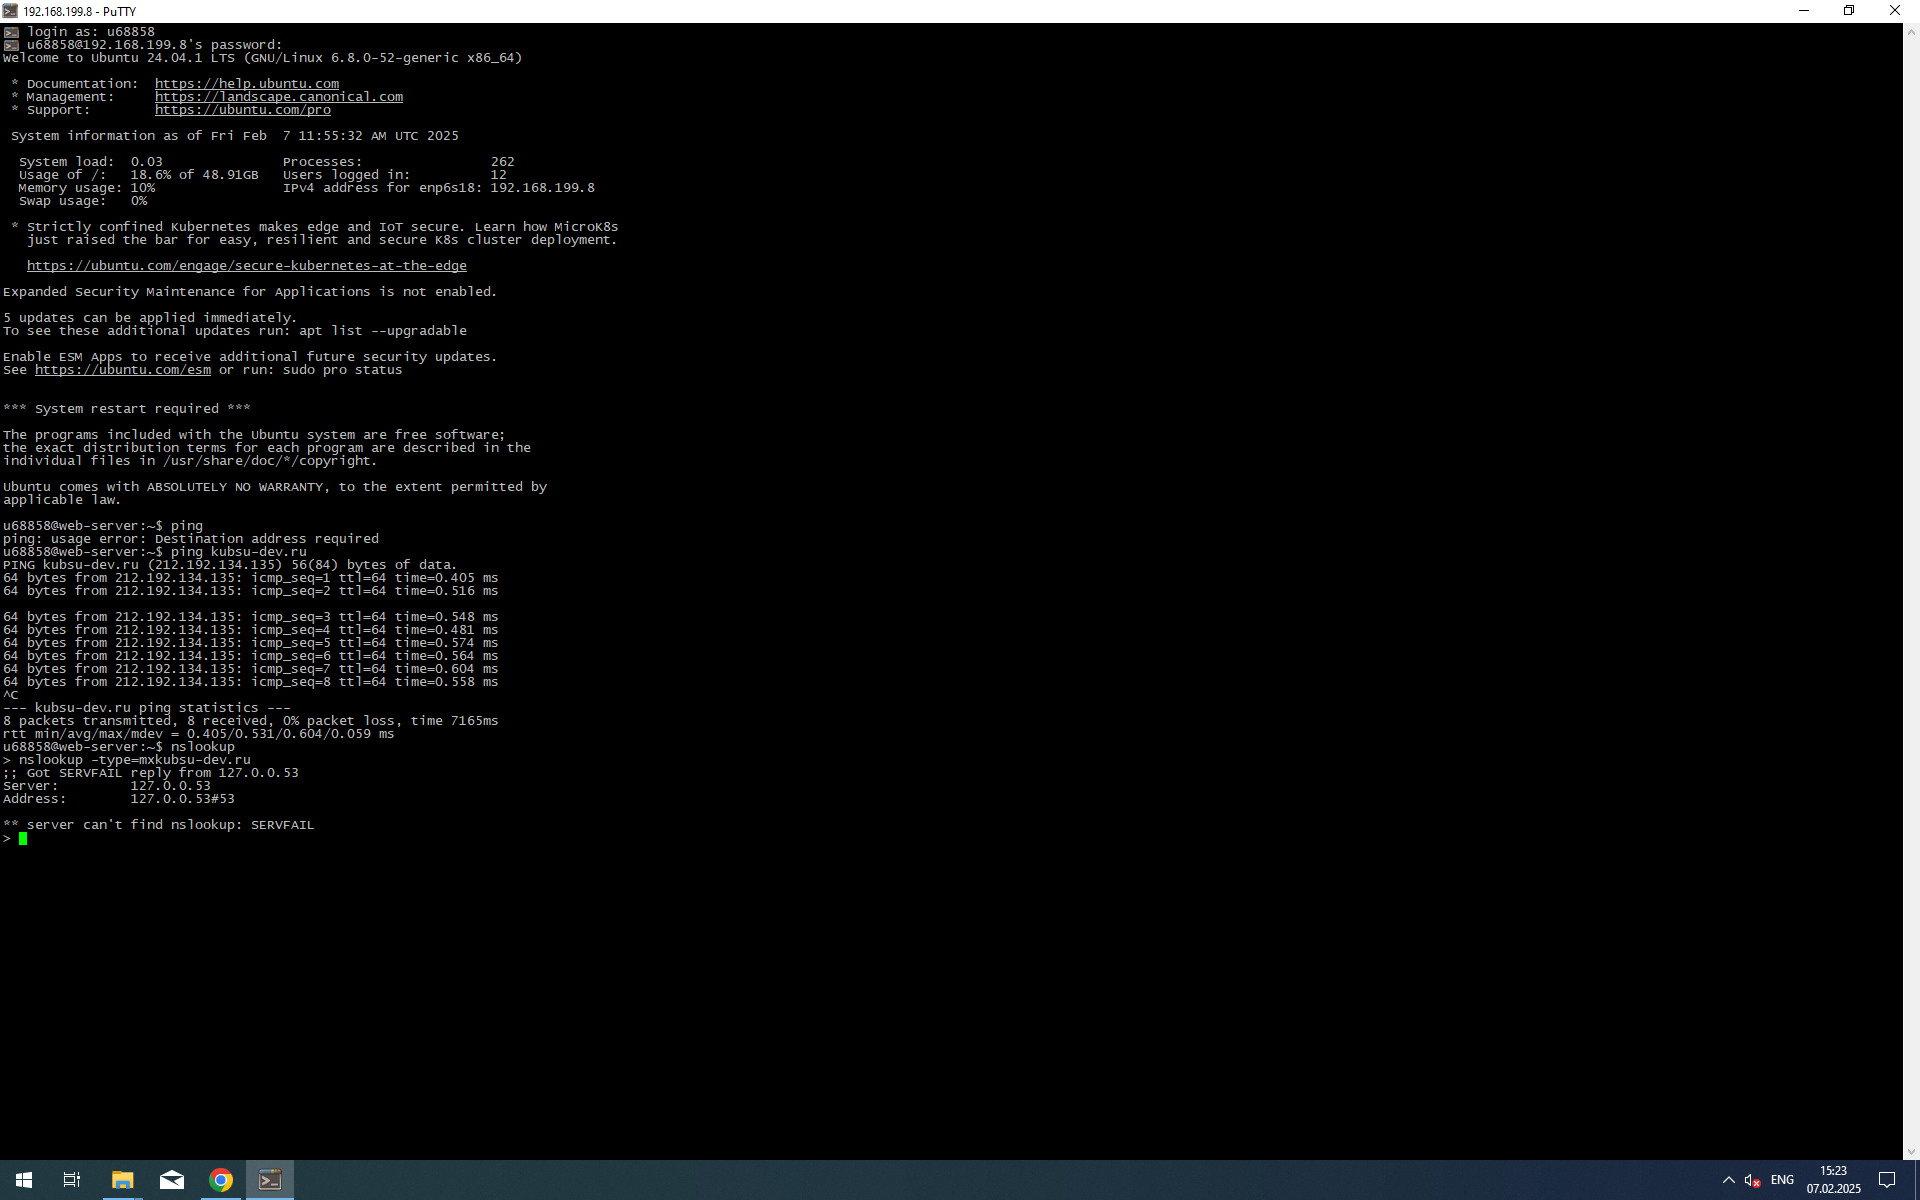 192.168.199.8 - PuTTY
login as: u68858
u68858@192.168.199.8's password:
Welcome to Ubuntu 24.04.1 LTS (GNU/Linux 6.8.0-52-generic x86_64)
* Documentation:  https://help.ubuntu.com
* Management:     https://landscape.canonical.com
* Support:        https://ubuntu.com/pro
System information as of Fri Feb  7 11:55:32 AM UTC 2025
System load:  0.03               Processes:                262
Usage of /:   18.6% of 48.91GB   Users logged in:          12
Memory usage: 10%                IPv4 address for enp6s18: 192.168.199.8
Swap usage:   0%
* Strictly confined Kubernetes makes edge and IoT secure. Learn how MicroK8s
just raised the bar for easy, resilient and secure K8s cluster deployment.
https://ubuntu.com/engage/secure-kubernetes-at-the-edge
Expanded Security Maintenance for Applications is not enabled.
5 updates can be applied immediately.
To see these additional updates run: apt list --upgradable
Enable ESM Apps to receive additional future security updates.
See https://ubuntu.com/esm or run: sudo pro status
*** System restart required ***
The programs included with the Ubuntu system are free software;
the exact distribution terms for each program are described in the
individual files in /usr/share/doc/*/copyright.
Ubuntu comes with ABSOLUTELY NO WARRANTY, to the extent permitted by
applicable law.
u68858@web-server:~$ ping
ping: usage error: Destination address required
u68858@web-server:~$ ping kubsu-dev.ru
PING kubsu-dev.ru (212.192.134.135) 56(84) bytes of data.
64 bytes from 212.192.134.135: icmp_seq=1 ttl=64 time=0.405 ms
64 bytes from 212.192.134.135: icmp_seq=2 ttl=64 time=0.516 ms
64 bytes from 212.192.134.135: icmp_seq=3 ttl=64 time=0.548 ms
64 bytes from 212.192.134.135: icmp_seq=4 ttl=64 time=0.481 ms
64 bytes from 212.192.134.135: icmp_seq=5 ttl=64 time=0.574 ms
64 bytes from 212.192.134.135: icmp_seq=6 ttl=64 time=0.564 ms
64 bytes from 212.192.134.135: icmp_seq=7 ttl=64 time=0.604 ms
64 bytes from 212.192.134.135: icmp_seq=8 ttl=64 time=0.558 ms
^C
--- kubsu-dev.ru ping statistics ---
8 packets transmitted, 8 received, 0% packet loss, time 7165ms
rtt min/avg/max/mdev = 0.405/0.531/0.604/0.059 ms
u68858@web-server:~$ nslookup
> nslookup -type=mxkubsu-dev.ru
;; Got SERVFAIL reply from 127.0.0.53
Server:         127.0.0.53
Address:        127.0.0.53#53
** server can't find nslookup: SERVFAIL
>
ENG
15:23
07.02.2025